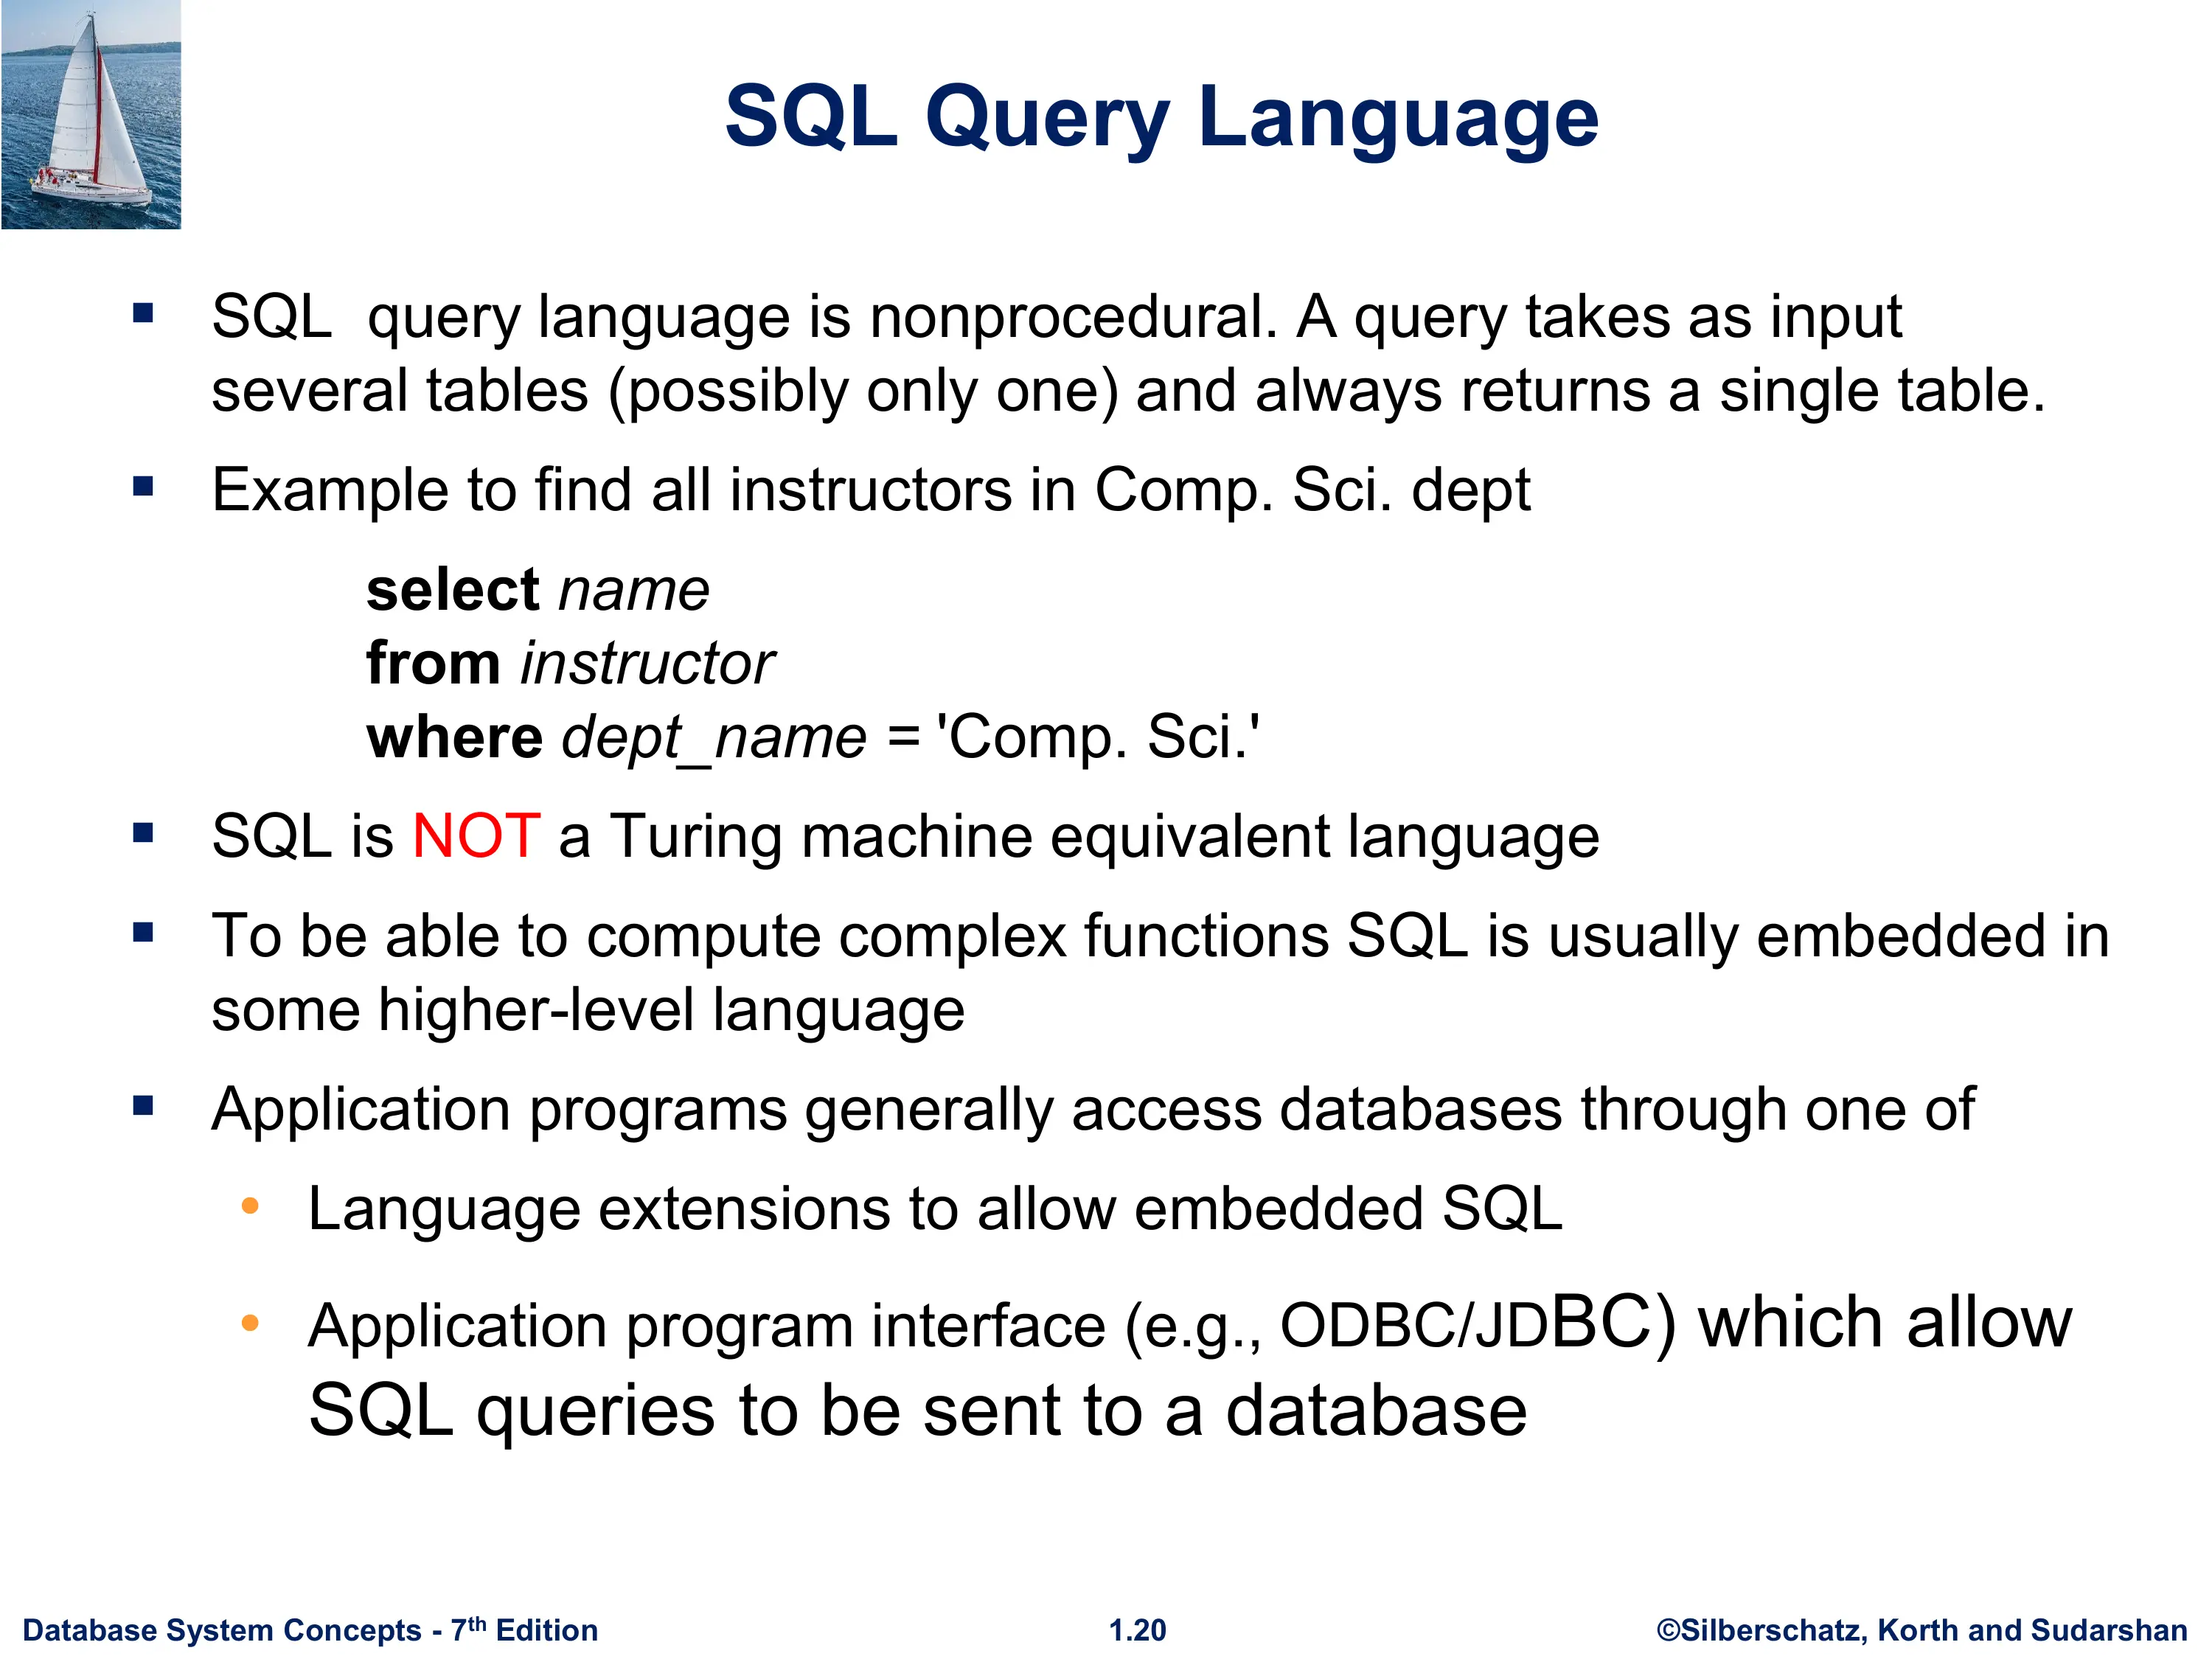 SQL Query Language
SQL query language is nonprocedural. A query takes as input
several tables (possibly only one) and always returns a single table.
Example to find all instructors in Comp. Sci. dept
select name
from instructor
where dept_name = 'Comp. Sci.'
SQL is NOT a Turing machine equivalent language
To be able to compute complex functions SQL is usually embedded in
some higher-level language
Application programs generally access databases through one of
Language extensions to allow embedded SQL
Application program interface (e.g., ODBC/JDBC) which allow
SQL queries to be sent to a database
Database System Concepts - 7th Edition
1.20
©Silberschatz, Korth and Sudarshan